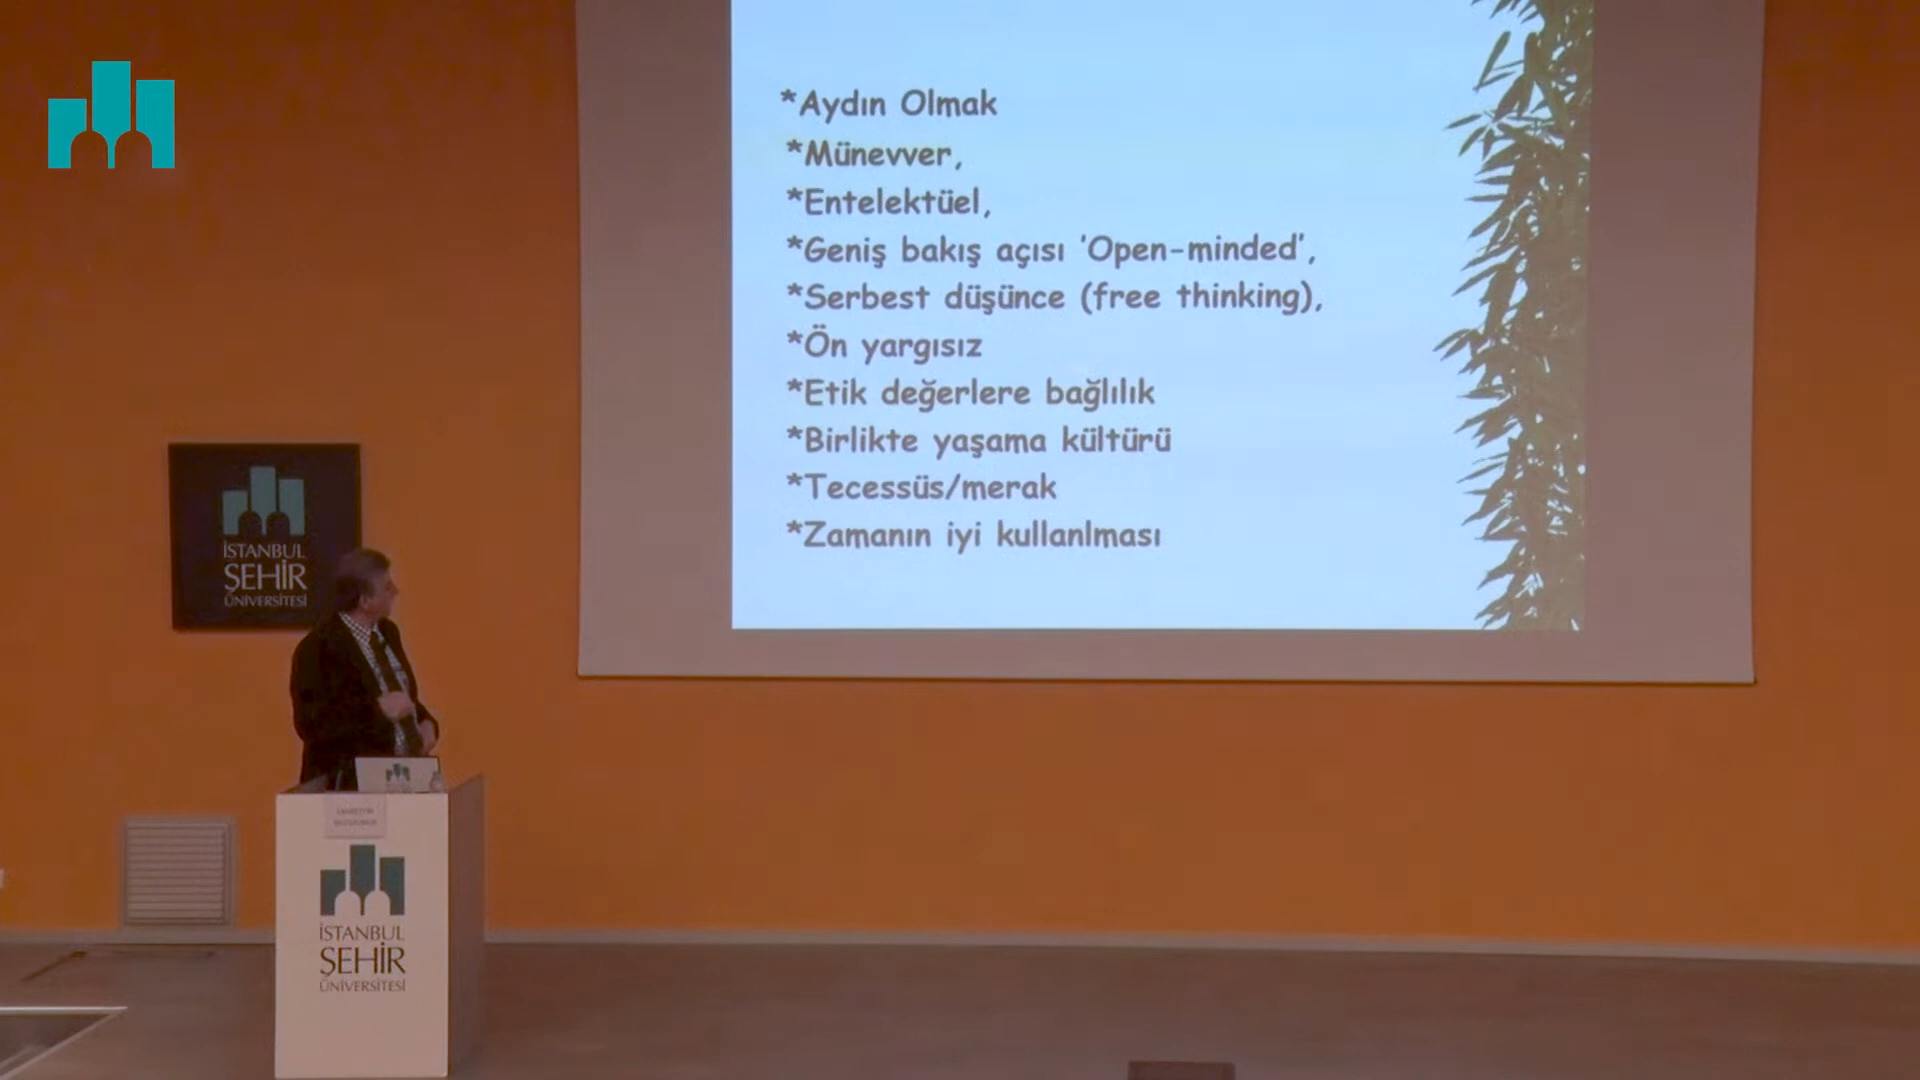 *Aydın Olmak
*Münevver,
*Entelektüel,
*Geniş bakış açısı 'Open-minded',
*Serbest düşünce (free thinking),
*Ön yargısız
*Etik değerlere bağlılık
*Birlikte yaşama kültürü
*Tecessüs/merak
*Zamanın iyi kullanlması
İSTANBUL
ŞEHİR
ÜNİVERSİTESİ
İSTANBUL
ŞEHİR
ÜNİVERSİTESİ